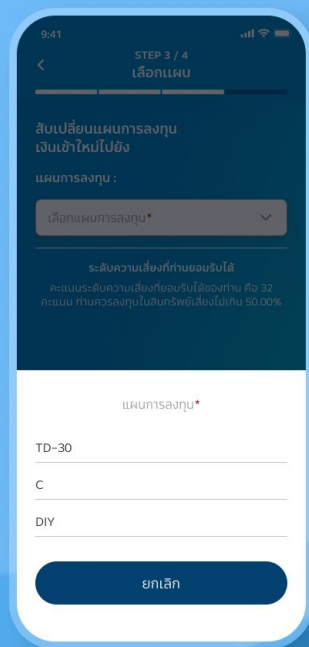 9:41
STEP 3 / 4
เลือกแผน
สับเปลี่ยนแผนการลงทุน
เงินเข้าใหม่ไปยัง
แผนการลงทุน :
เลือกแผนการลงทุน*
ระดับความเสี่ยงที่ท่านยอมรับได้
คะแนนระดับความเสี่ยงที่ยอมรับได้ของท่าน คือ 32
คะแนน ท่านควรลงทุนในสินทรัพย์เสี่ยงไม่เกิน 50.00%
แผนการลงทุน*
TD-30
C
DIY
ยกเลิก